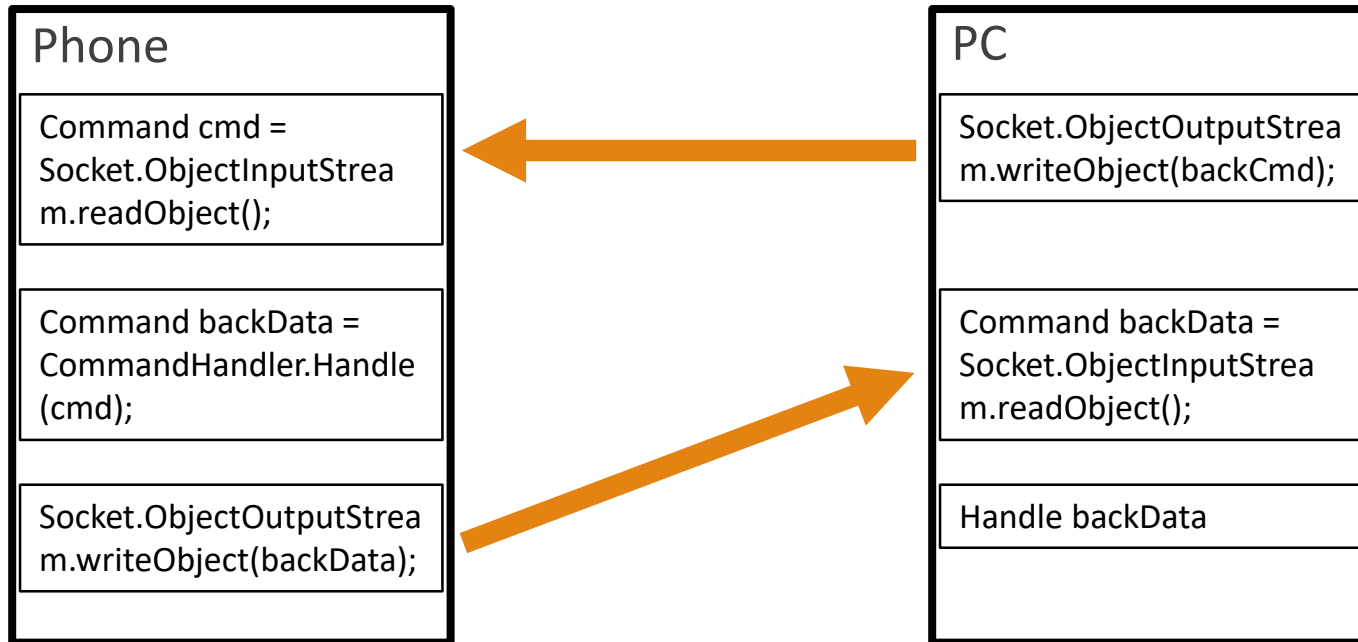 Phone
Command cmd =
Socket.ObjectInputStrea
m.readObject();
Command backData =
CommandHandler.Handle
(cmd);
Socket.ObjectOutputStrea
m.writeObject(backData);
PC
Socket.ObjectOutputStrea
m.writeObject(backCmd);
Command backData =
Socket.ObjectInputStrea
m.readObject();
Handle backData